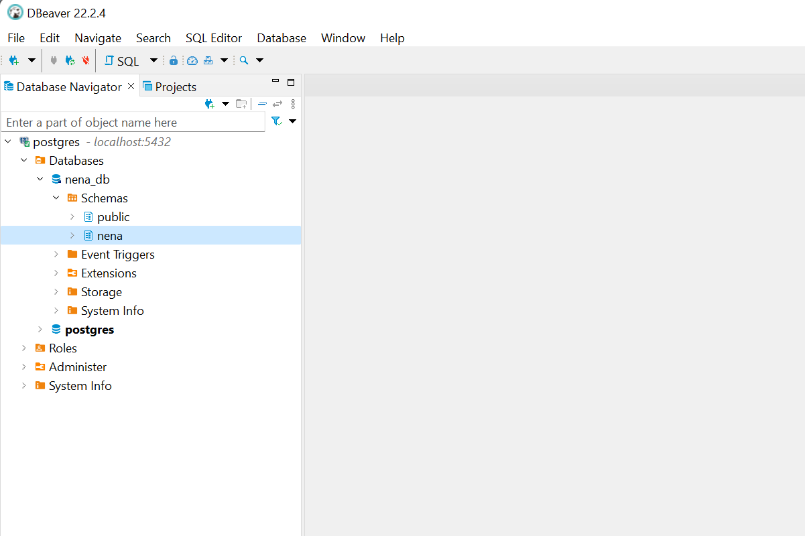 DBeaver 22.2.4
File Edit Navigate Search SQL Editor Database Window Help
SQL
Database Navigator Projects
Enter a part of object name here
postgres - localhost:5432
Databases
nena_db
Schemas
public
nena
Event Triggers
Extensions
Storage
System Info
postgres
Roles
Administer
System Info